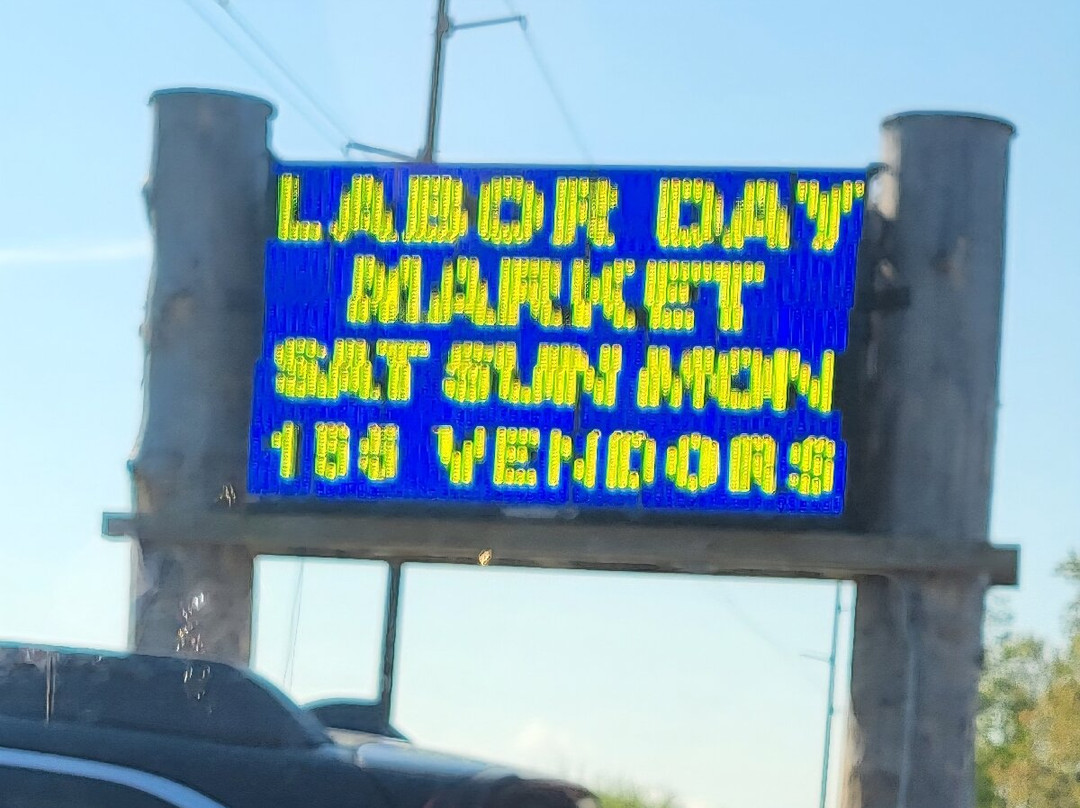 LABOR DAY
MARKET
SAT SUN MON
VENDORS